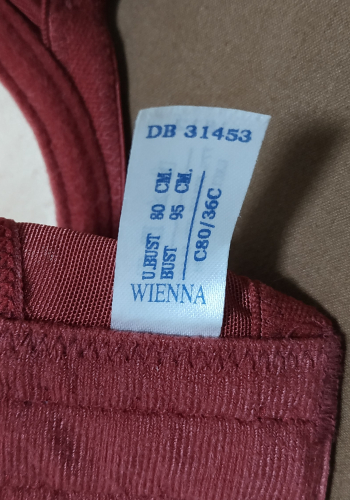 DB 31453
U.BUST 80 CM.
BUST 95 CM.
C80/36C
WIENNA